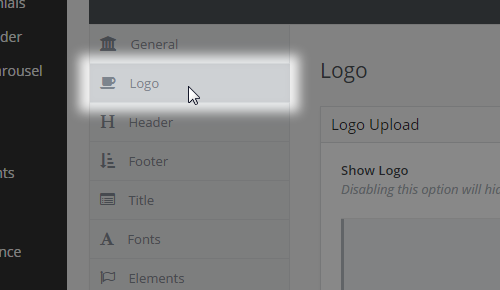 nials
der
arousel
nts
nce
General
Logo
Header
Footer
Title
Fonts
Elements
Logo
Logo Upload
Show Logo
Disabling this option will hid